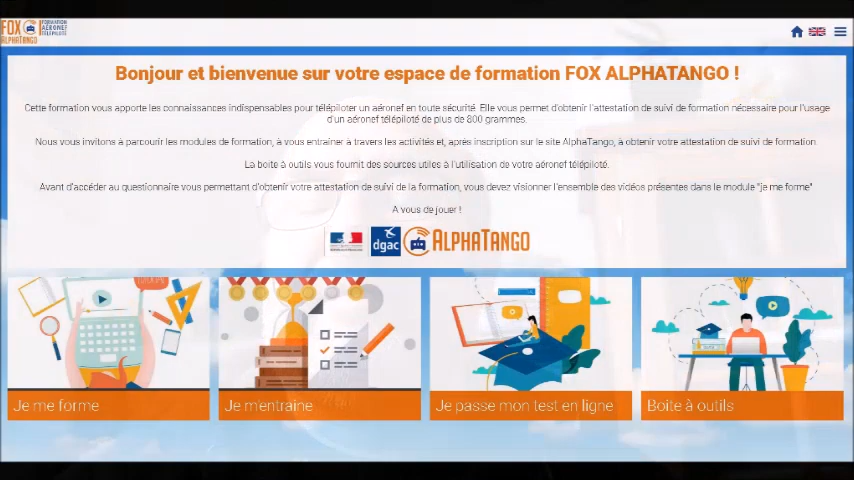 FOX
ALPHATANGO
FORMATION
AÉRONEF
TÉLÉPILOTÉ
Bonjour et bienvenue sur votre espace de formation FOX ALPHATANGO !
Cette formation vous apporte les connaissances indispensables pour télépiloter un aéronef en toute sécurité. Elle vous permet d'obtenir l'attestation de suivi de formation nécessaire pour l'usage
d'un aéronef télépiloté de plus de 800 grammes.
Nous vous invitons à parcourir les modules de formation, à vous entrainer à travers les activités et, après inscription sur le site AlphaTango, à obtenir votre attestation de suivi de formation.
La boite à outils vous fournit des sources utiles à l'utilisation de votre aéronef télépiloté.
Avant d'accéder au questionnaire vous permettant d'obtenir votre attestation de suivi de la formation, vous devez visionner l'ensemble des vidéos présentes dans le module "je me forme"
A vous de jouer !
dgac
ALPHATANGO
Je me forme
Je m'entraine
Je passe mon test en ligne
Boite à outils